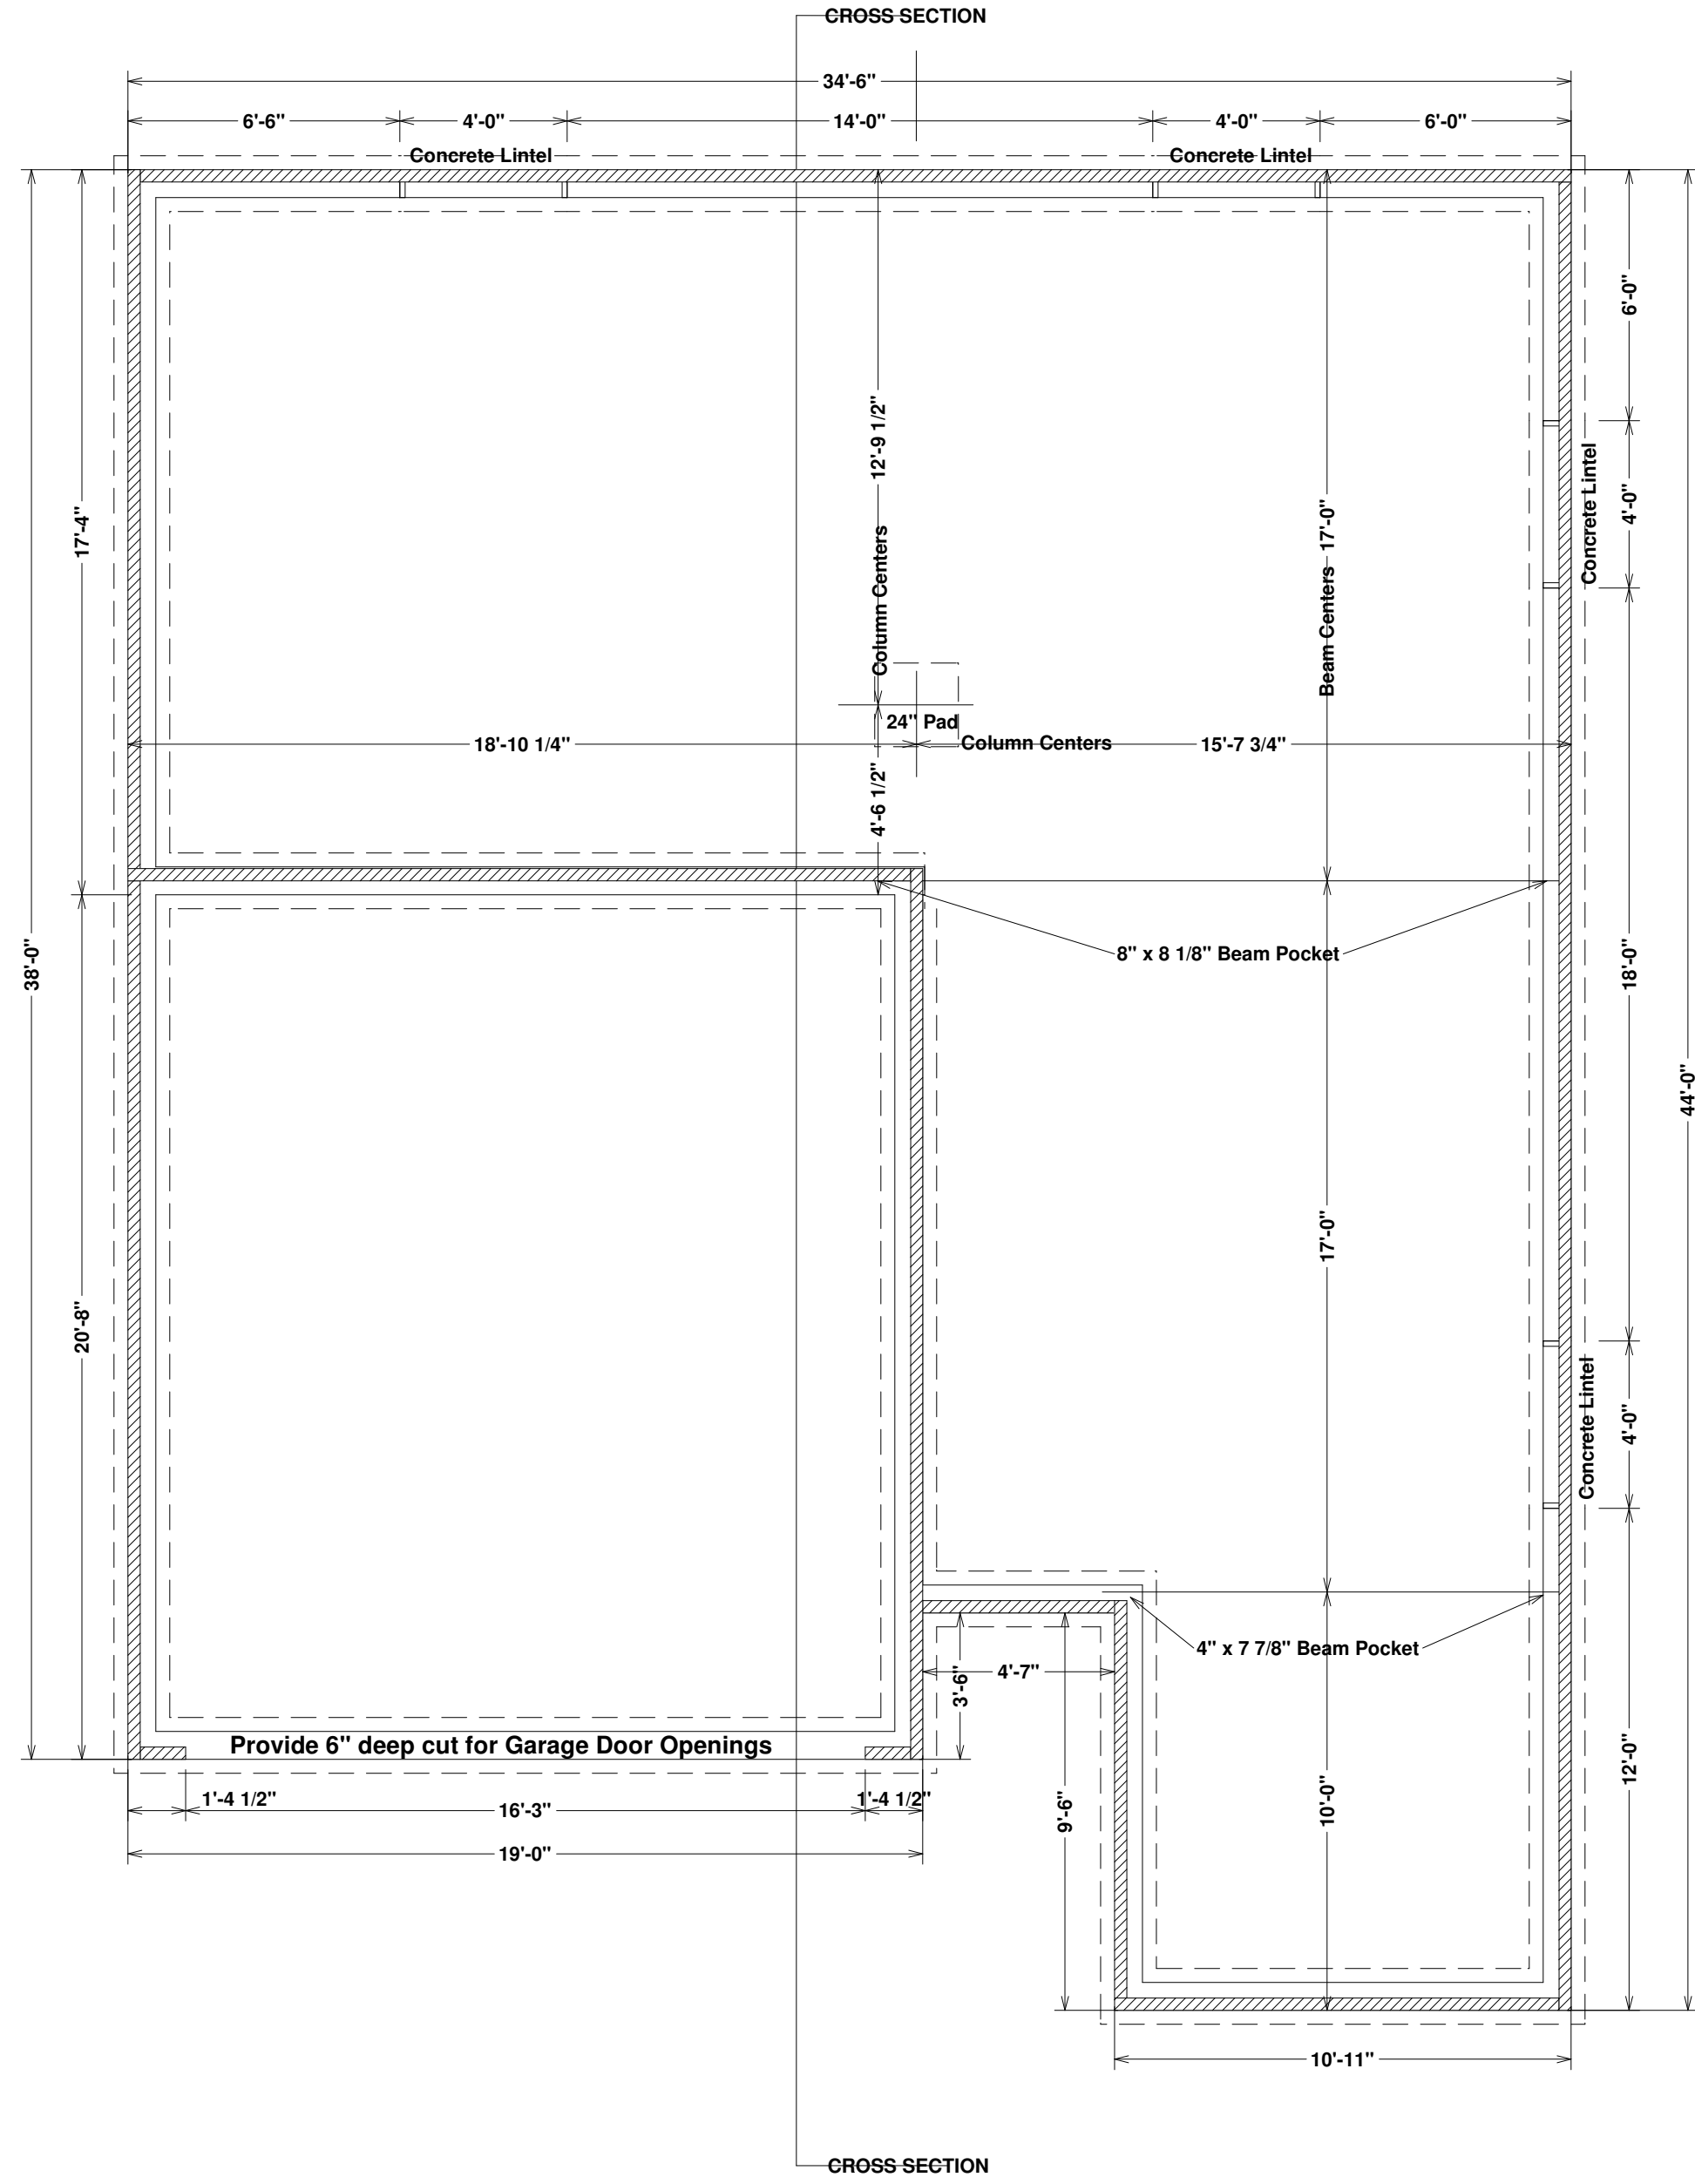 CROSS SECTION
34'-6"
6'-6"
4'-0"
14'-0"
4'-0"
6'-0"
Concrete Lintel
Concrete Lintel
6'-0"
12'-9 1/2"
Column Centers
Beam Centers 17'-0"
Concrete Lintel
4'-0"
17'-4"
24" Pad
18'-10 1/4"
Column Centers
15'-7 3/4"
4'-6 1/2"
38'-0"
8" x 8 1/8" Beam Pocket
18'-0"
44'-0"
17'-0"
20'-8"
Concrete Lintel
4'-0"
4" x 7 7/8" Beam Pocket
4'-7"
3'-6"
Provide 6" deep cut for Garage Door Openings
1'-4 1/2"
16'-3"
1'-4 1/2"
19'-0"
9'-6"
10'-0"
12'-0"
10'-11"
CROSS SECTION